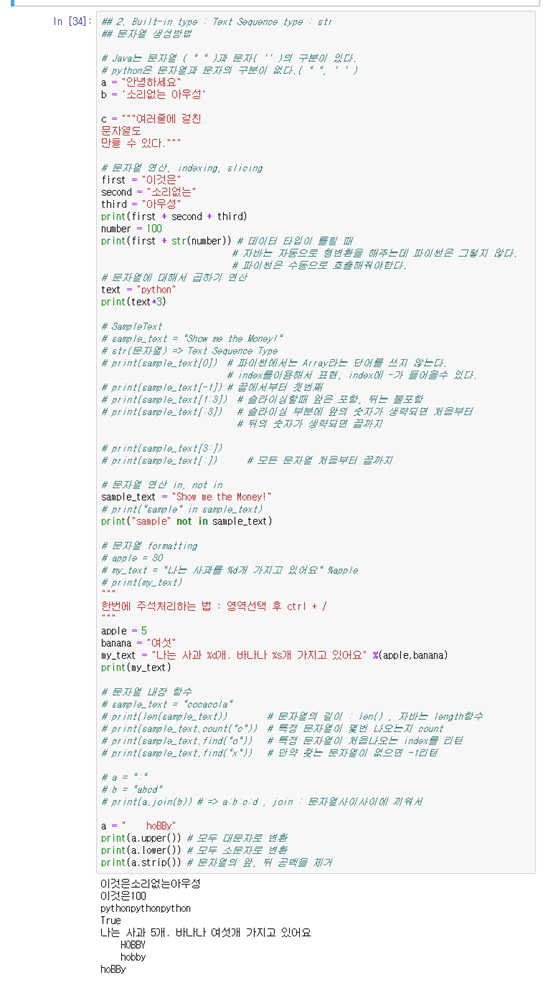 In [34]:
## 2. Built-in type : Text Sequence type : str
## 문자열 생성방법
# Java는 문자열 ( " " )과 문자( '' )의 구분이 있다.
# python은 문자열과 문자의 구분이 없다.( " ", ' ' )
a = "안녕하세요"
b = '소리없는 아우성'
c = """여러줄에 걸친
문자열도
만들 수 있다."""
# 문자열 연산, indexing, slicing
first = "이것은"
second = "소리없는"
third = "아우성"
print(first + second + third)
number = 100
print(first + str(number)) # 데이터 타입이 틀릴 때
# 자바는 자동으로 형변환을 해주는데 파이썬은 그렇지 않다.
# 파이썬은 수동으로 호출해줘야한다.
# 문자열에 대해서 곱하기 연산
text = "python"
print(text*3)
# SampleText
# sample_text = "Show me the Money!"
# str(문자열) => Text Sequence Type
# print(sample_text[0]) # 파이썬에서는 Array라는 단어를 쓰지 않는다.
# index를이용해서 표현, index에 -가 들어올수 있다.
# print(sample_text[-1]) # 끝에서부터 첫번째
# print(sample_text[1:3]) # 슬라이싱할때 앞은 포함, 뒤는 불포함
# print(sample_text[:3]) # 슬라이싱 부분에 앞의 숫자가 생략되면 처음부터
# 뒤의 숫자가 생략되면 끝까지
# print(sample_text[3:])
# print(sample_text[:]) # 모든 문자열 처음부터 끝까지
# 문자열 연산 in, not in
sample_text = "Show me the Money!"
# print("sample" in sample_text)
print("sample" not in sample_text)
# 문자열 formatting
# apple = 30
# my_text = "나는 사과를 %d개 가지고 있어요" %apple
# print(my_text)
"""
한번에 주석처리하는 법 : 영역선택 후 ctrl + /
"""
apple = 5
banana = "여섯"
my_text = "나는 사과 %d개. 바나나 %s개 가지고 있어요" %(apple,banana)
print(my_text)
# 문자열 내장 함수
# sample_text = "cocacola"
# print(len(sample_text)) # 문자열의 길이 : len() , 자바는 length함수
# print(sample_text.count("c")) # 특정 문자열이 몇번 나오는지 count
# print(sample_text.find("o")) # 특정 문자열이 처음나오는 index를 리턴
# print(sample_text.find("x")) # 만약 찾는 문자열이 없으면 -1리턴
# a = ":"
# b = "abcd"
# print(a.join(b)) # => a:b:c:d , join : 문자열사이사이에 끼워서
a = "    hoBBy"
print(a.upper()) # 모두 대문자로 변환
print(a.lower()) # 모두 소문자로 변환
print(a.strip()) # 문자열의 앞, 뒤 공백을 제거
이것은소리없는아우성
이것은100
pythonpythonpython
True
나는 사과 5개. 바나나 여섯개 가지고 있어요
HOBBY
hobby
hoBBy